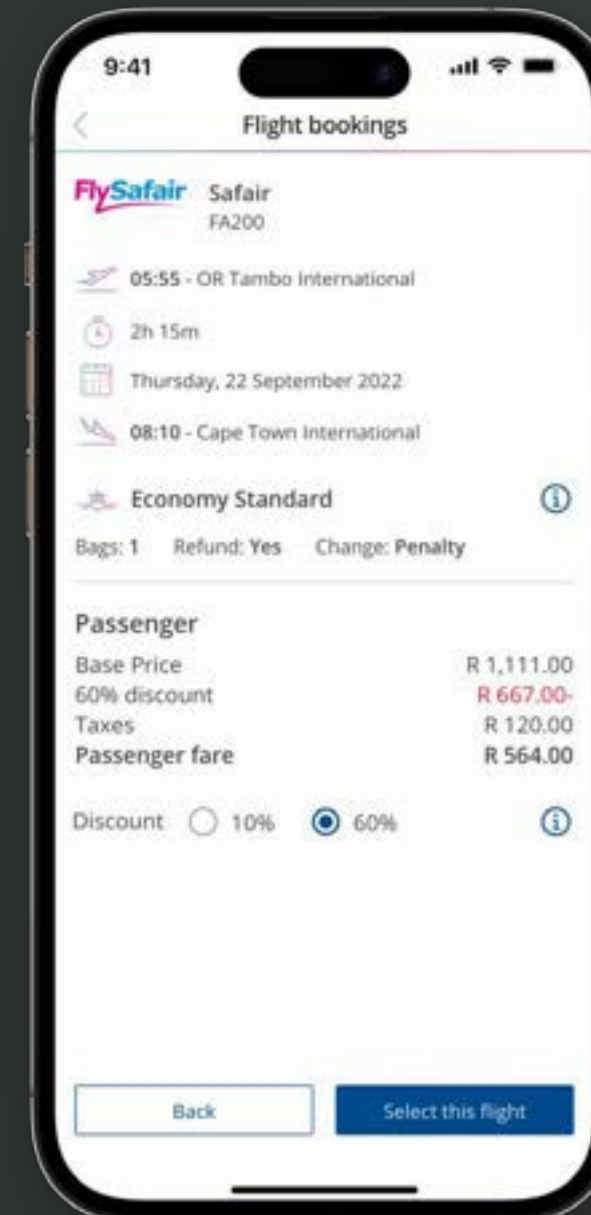 9:41
Flight bookings
FlySafair Safair
FA200
05:55 - OR Tambo International
2h 15m
Thursday, 22 September 2022
08:10 - Cape Town International
Economy Standard
Bags: 1 Refund: Yes Change: Penalty
Passenger
Base Price R 1,111.00
60% discount R 667.00-
Taxes R 120.00
Passenger fare R 564.00
Discount 10% 60%
Back Select this flight